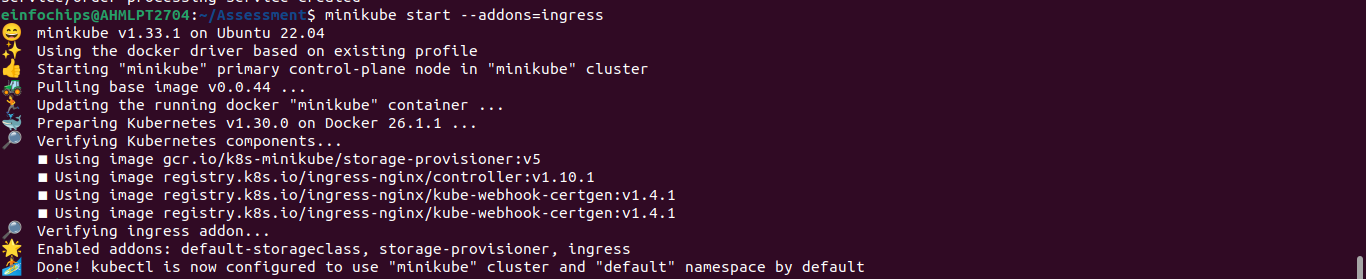 service/order-processing service created
einfochips@AHMLPT2704:~/Assessment$ minikube start --addons=ingress
😄 minikube v1.33.1 on Ubuntu 22.04
✨ Using the docker driver based on existing profile
👍 Starting "minikube" primary control-plane node in "minikube" cluster
🚜 Pulling base image v0.0.44 ...
🏃 Updating the running docker "minikube" container ...
🐳 Preparing Kubernetes v1.30.0 on Docker 26.1.1 ...
🔎 Verifying Kubernetes components...
▪ Using image gcr.io/k8s-minikube/storage-provisioner:v5
▪ Using image registry.k8s.io/ingress-nginx/controller:v1.10.1
▪ Using image registry.k8s.io/ingress-nginx/kube-webhook-certgen:v1.4.1
▪ Using image registry.k8s.io/ingress-nginx/kube-webhook-certgen:v1.4.1
🔎 Verifying ingress addon...
🌟 Enabled addons: default-storageclass, storage-provisioner, ingress
🏄 Done! kubectl is now configured to use "minikube" cluster and "default" namespace by default